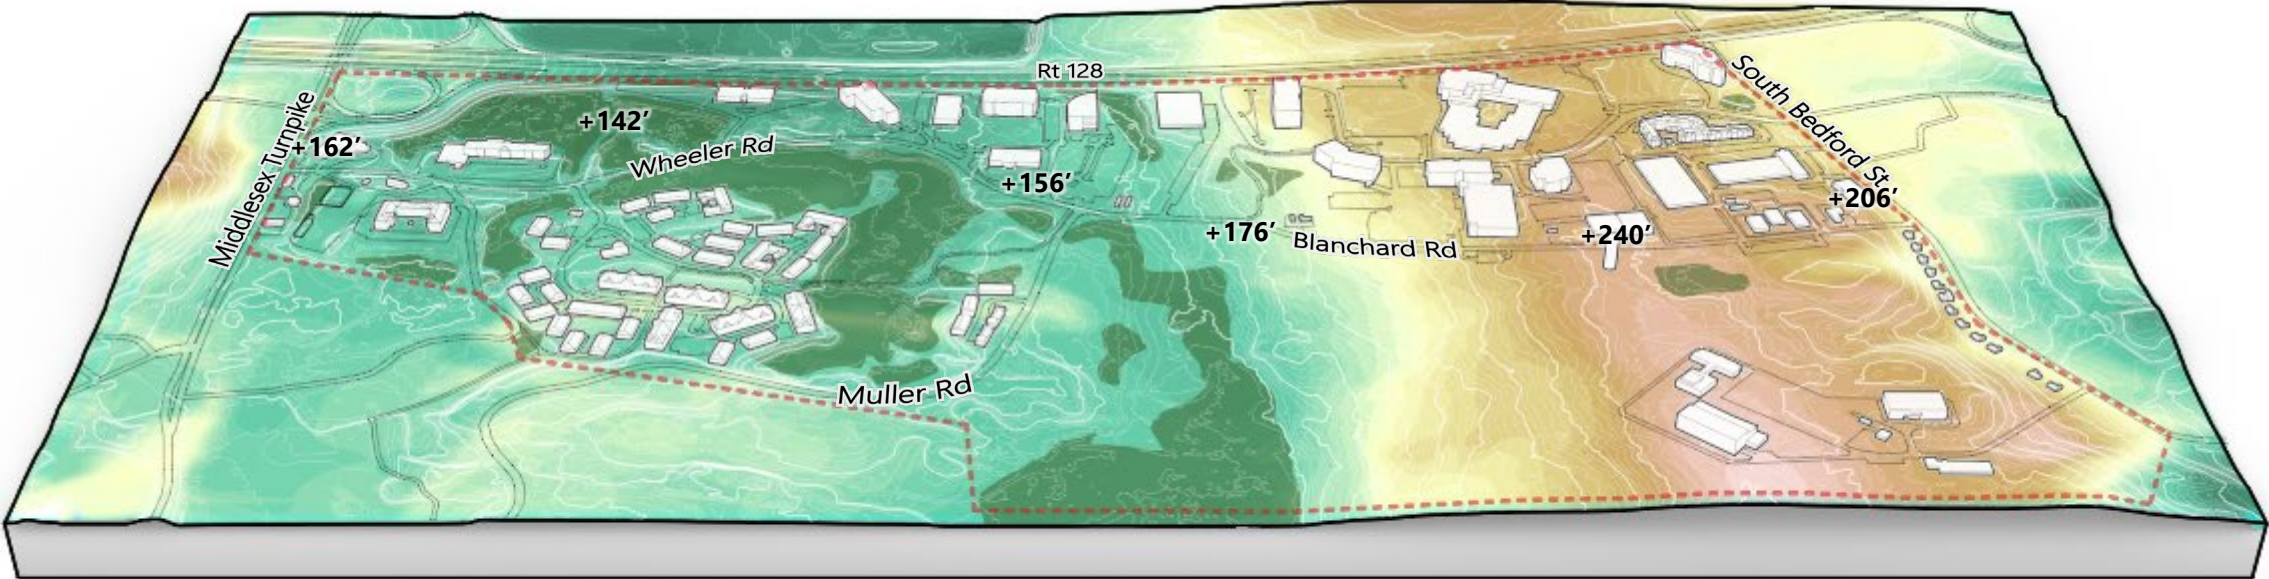 Rt 128
South Bedford St
Middlesex Turnpike
+142’
+162’
Wheeler Rd
+156’
+206’
+176’
Blanchard Rd
+240’
Muller Rd